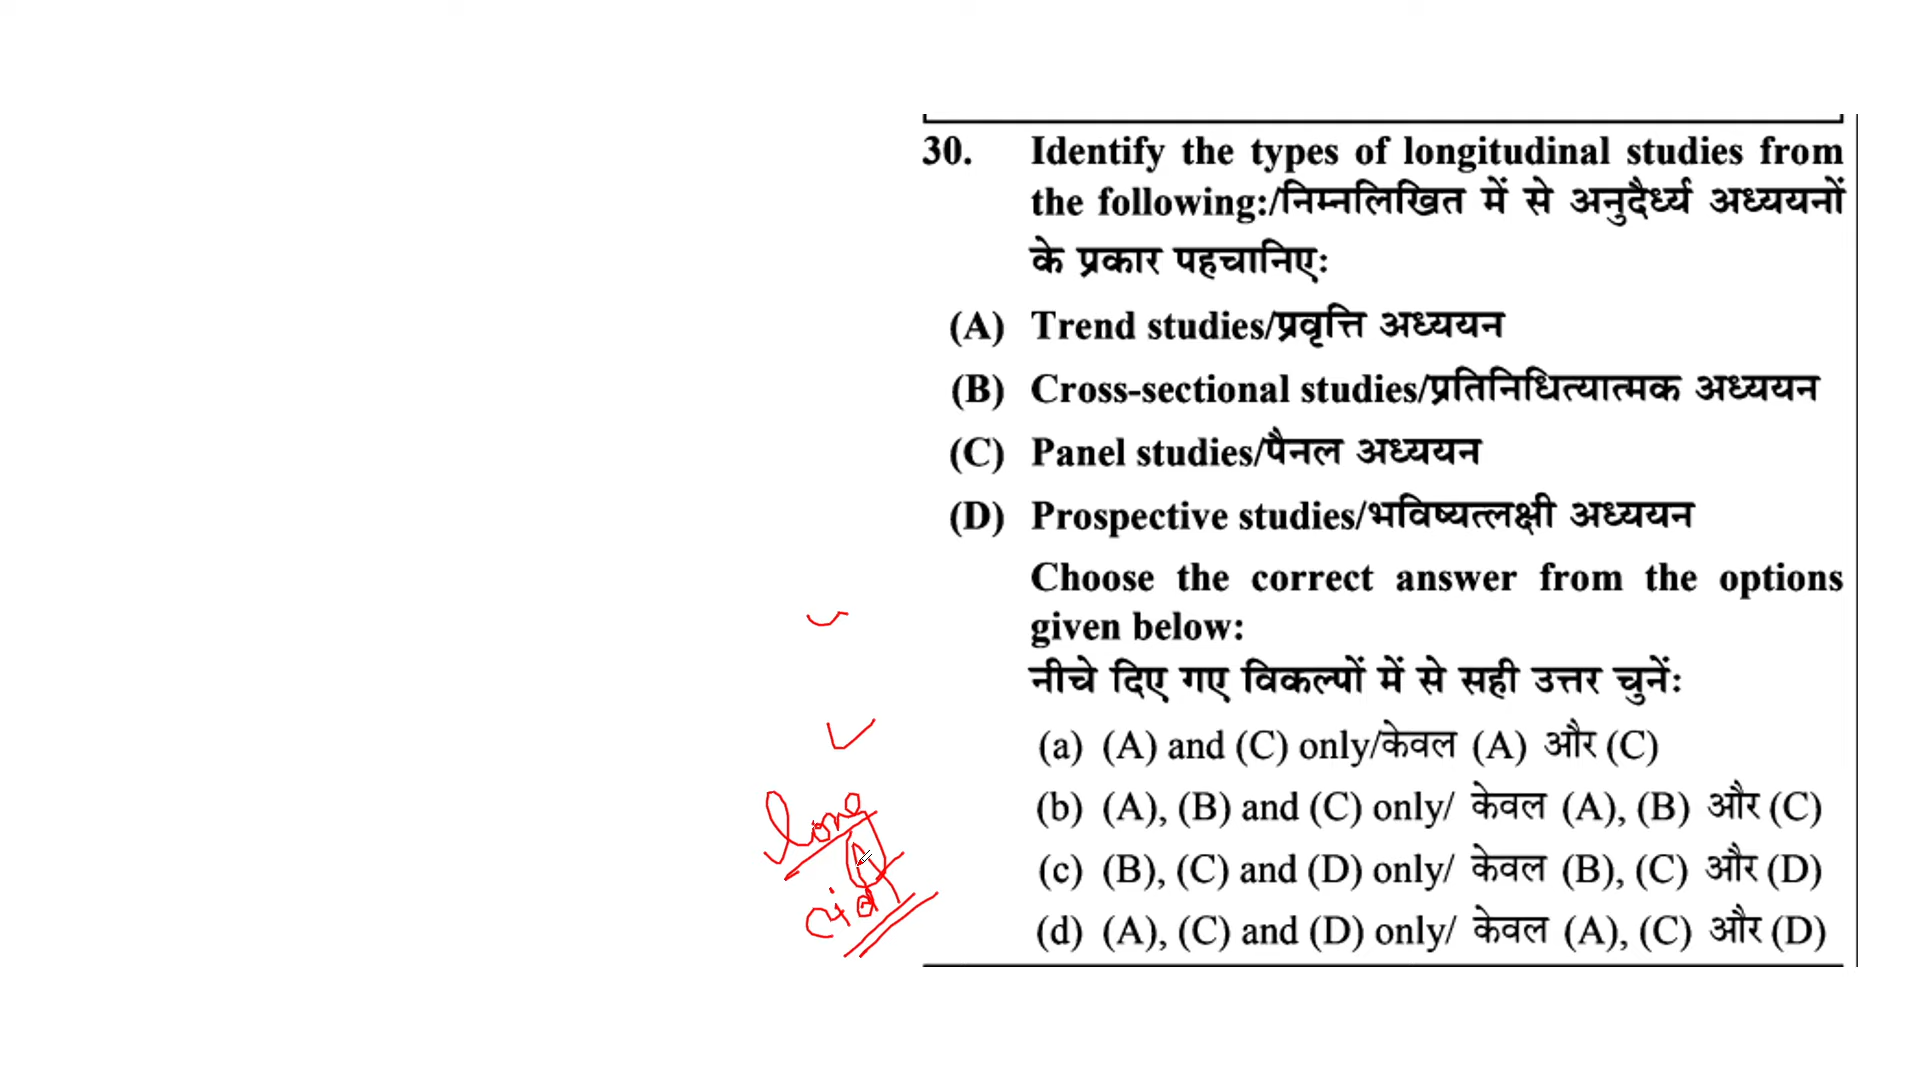 30. Identify the types of longitudinal studies from
the following:/निम्नलिखित में से अनुदैर्ध्य अध्ययनों
के प्रकार पहचानिए:
(A) Trend studies/प्रवृत्ति अध्ययन
(B) Cross-sectional studies/प्रतिनिधित्यात्मक अध्ययन
(C) Panel studies/पैनल अध्ययन
(D) Prospective studies/भविष्यत्लक्षी अध्ययन
Choose the correct answer from the options
given below:
नीचे दिए गए विकल्पों में से सही उत्तर चुनें:
(a) (A) and (C) only/केवल (A) और (C)
(b) (A), (B) and (C) only/ केवल (A), (B) और (C)
(c) (B), (C) and (D) only/ केवल (B), (C) और (D)
(d) (A), (C) and (D) only/ केवल (A), (C) और (D)